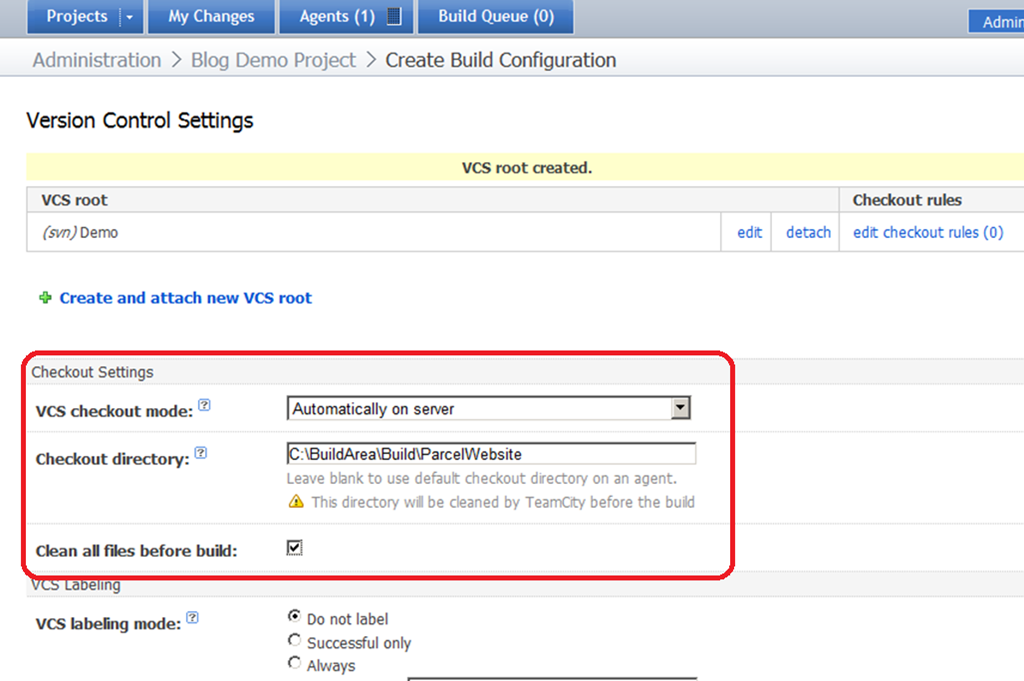 Projects My Changes Agents (1) Build Queue (0)
Administration > Blog Demo Project > Create Build Configuration
Version Control Settings
VCS root created.
VCS root Checkout rules
(svn) Demo edit detach edit checkout rules (0)
Create and attach new VCS root
Checkout Settings
VCS checkout mode: ? Automatically on server
Checkout directory: ? C:\BuildArea\Build\ParcelWebsite
Leave blank to use default checkout directory on an agent.
This directory will be cleaned by TeamCity before the build
Clean all files before build:
VCS Labeling
VCS labeling mode: ? Do not label
Successful only
Always